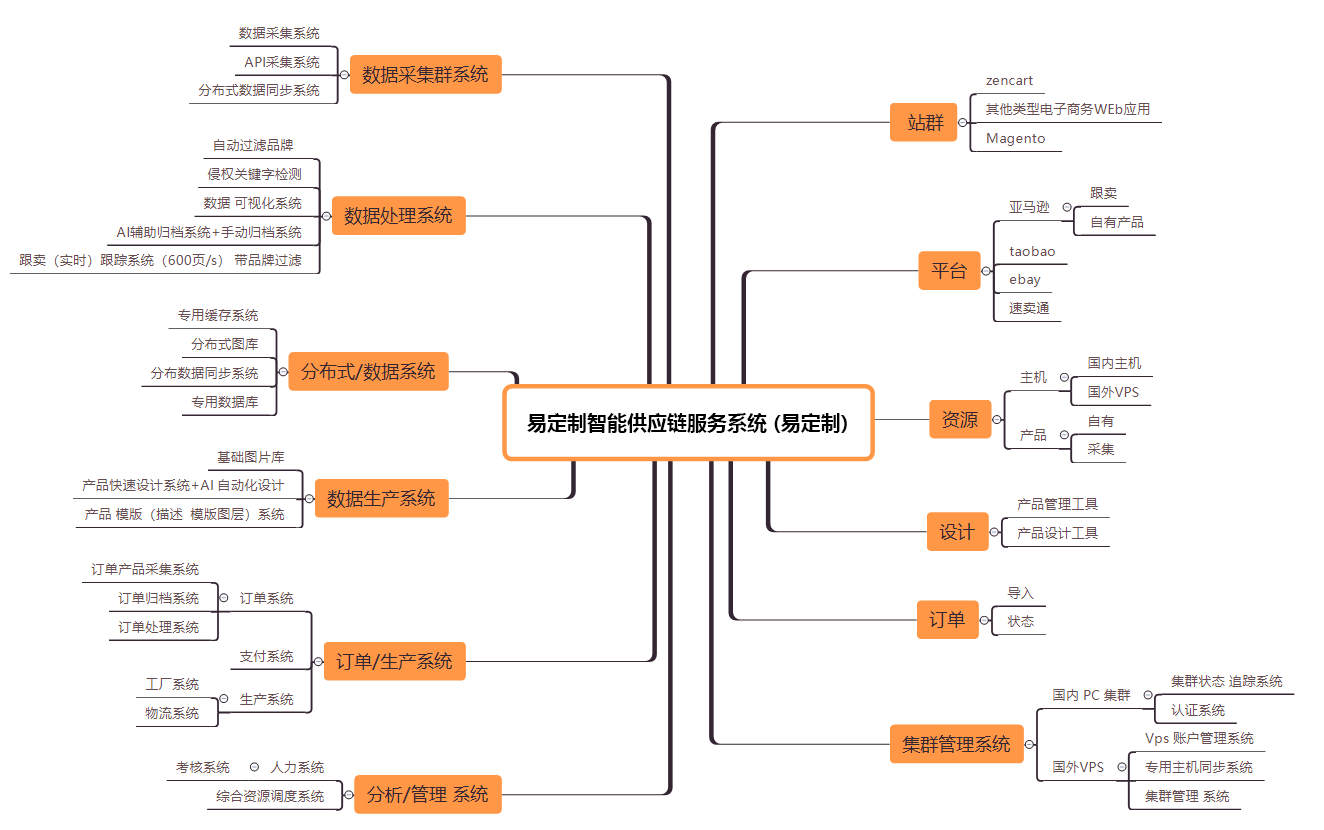 易定制智能供应链服务系统 (易定制)
数据采集群系统
数据采集系统
API采集系统
分布式数据同步系统
数据处理系统
自动过滤品牌
侵权关键字检测
数据 可视化系统
AI辅助归档系统+手动归档系统
跟卖（实时）跟踪系统（600页/s） 带品牌过滤
分布式/数据系统
专用缓存系统
分布式图库
分布数据同步系统
专用数据库
数据生产系统
基础图片库
产品快速设计系统+AI 自动化设计
产品 模版（描述 模版图层）系统
订单/生产系统
订单系统
订单产品采集系统
订单归档系统
订单处理系统
支付系统
生产系统
工厂系统
物流系统
分析/管理 系统
人力系统
考核系统
综合资源调度系统
站群
zencart
其他类型电子商务WEb应用
Magento
平台
亚马逊
跟卖
自有产品
taobao
ebay
速卖通
资源
主机
国内主机
国外VPS
产品
自有
采集
设计
产品管理工具
产品设计工具
订单
导入
状态
集群管理系统
国内 PC 集群
集群状态 追踪系统
认证系统
国外VPS
Vps 账户管理系统
专用主机同步系统
集群管理 系统